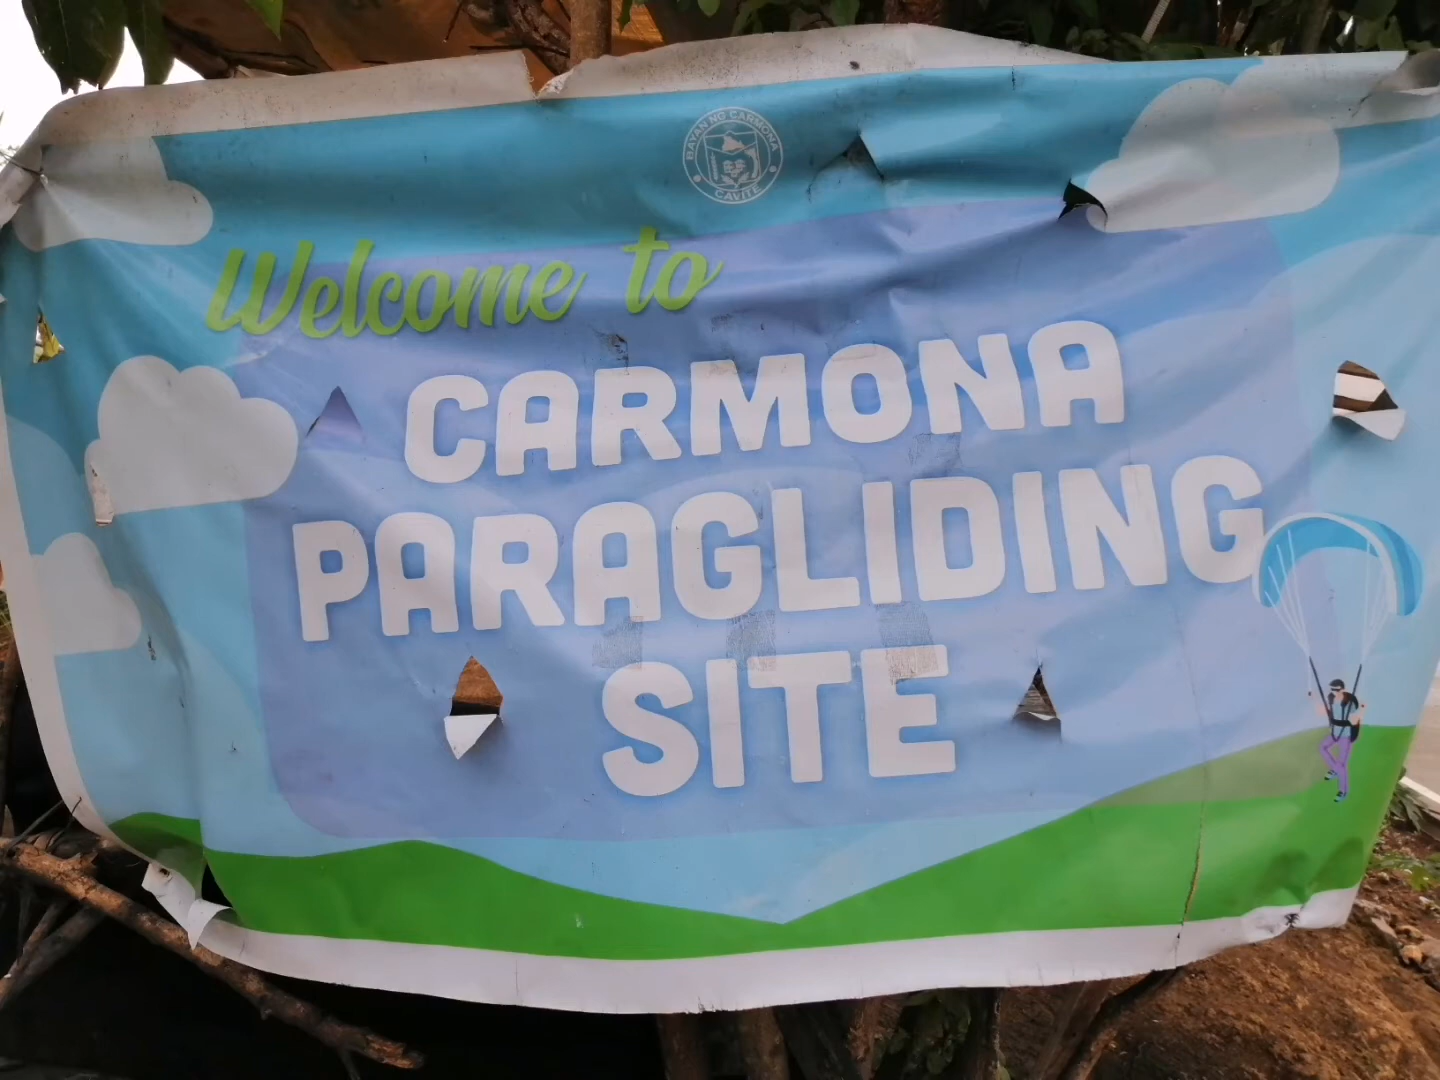 BAYAN NG CARMONA
CAVITE
Welcome to
CARMONA
PARAGLIDING
SITE